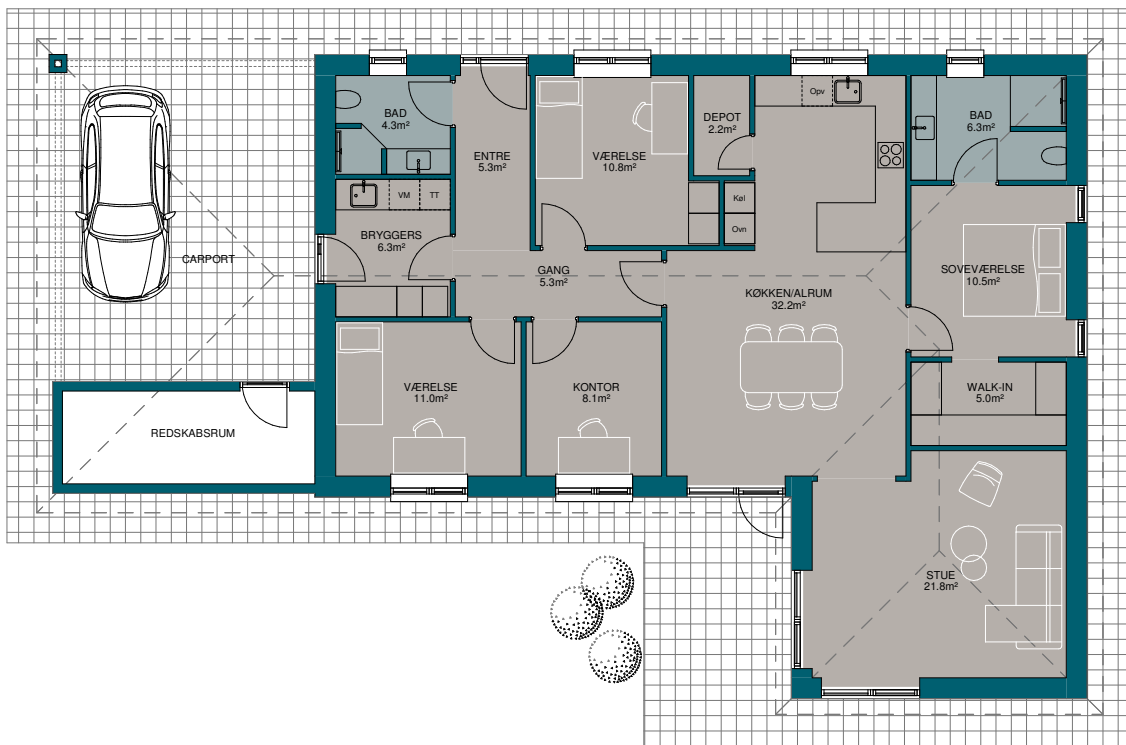 BAD
4.3m²
ENTRE
5.3m²
VÆRELSE
10.8m²
DEPOT
2.2m²
Opv
BAD
6.3m²
VM
TT
Køl
Ovn
BRYGGERS
6.3m²
CARPORT
GANG
5.3m²
KØKKEN/ALRUM
32.2m²
SOVEVÆRELSE
10.5m²
VÆRELSE
11.0m²
KONTOR
8.1m²
WALK-IN
5.0m²
REDSKABSRUM
STUE
21.8m²